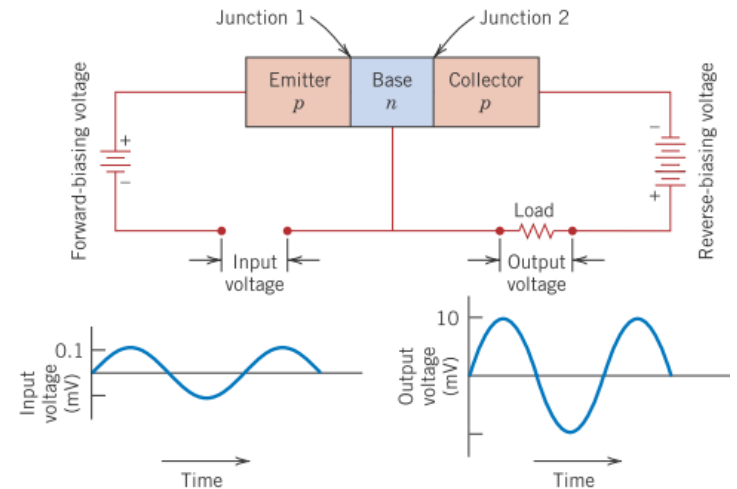 Junction 1
Junction 2
Emitter
p
Base
n
Collector
p
Forward-biasing voltage
+
−
Reverse-biasing voltage
−
+
Load
Input
voltage
Output
voltage
0.1
Input
voltage
(mV)
Time
10
Output
voltage
(mV)
Time